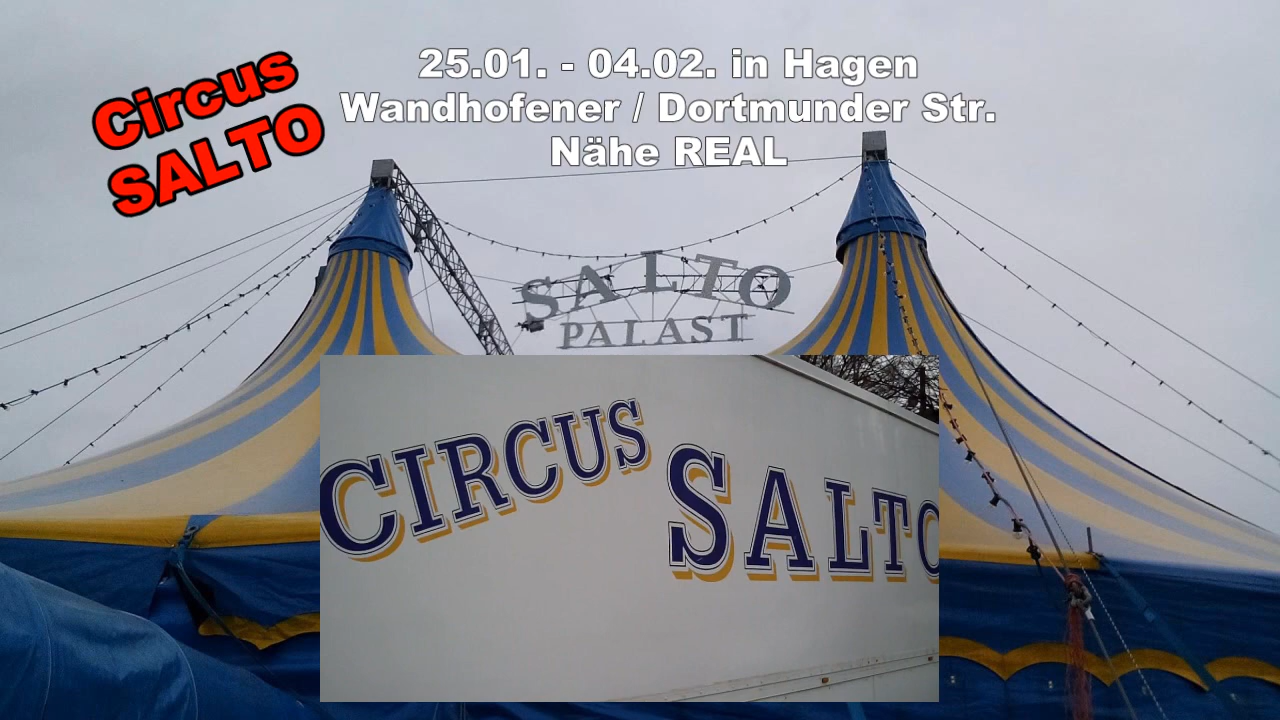 Circus
SALTO
25.01. - 04.02. in Hagen
Wandhofener / Dortmunder Str.
Nähe REAL
SALTO
PALAST
CIRCUS SALTO